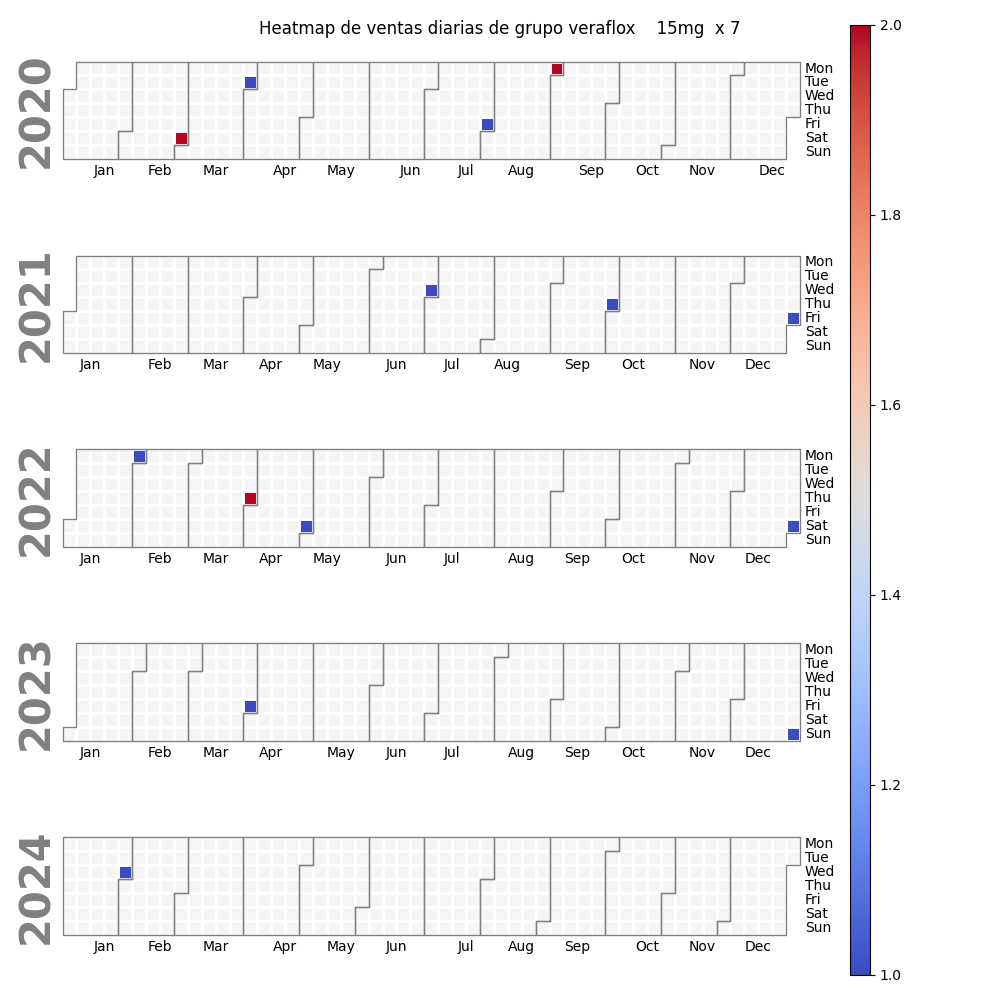 Heatmap de ventas diarias de grupo veraflox    15mg  x 7
2020
Mon
Tue
Wed
Thu
Fri
Sat
Sun
Jan Feb Mar Apr May Jun Jul Aug Sep Oct Nov Dec
2021
Mon
Tue
Wed
Thu
Fri
Sat
Sun
Jan Feb Mar Apr May Jun Jul Aug Sep Oct Nov Dec
2022
Mon
Tue
Wed
Thu
Fri
Sat
Sun
Jan Feb Mar Apr May Jun Jul Aug Sep Oct Nov Dec
2023
Mon
Tue
Wed
Thu
Fri
Sat
Sun
Jan Feb Mar Apr May Jun Jul Aug Sep Oct Nov Dec
2024
Mon
Tue
Wed
Thu
Fri
Sat
Sun
Jan Feb Mar Apr May Jun Jul Aug Sep Oct Nov Dec
2.0
1.8
1.6
1.4
1.2
1.0